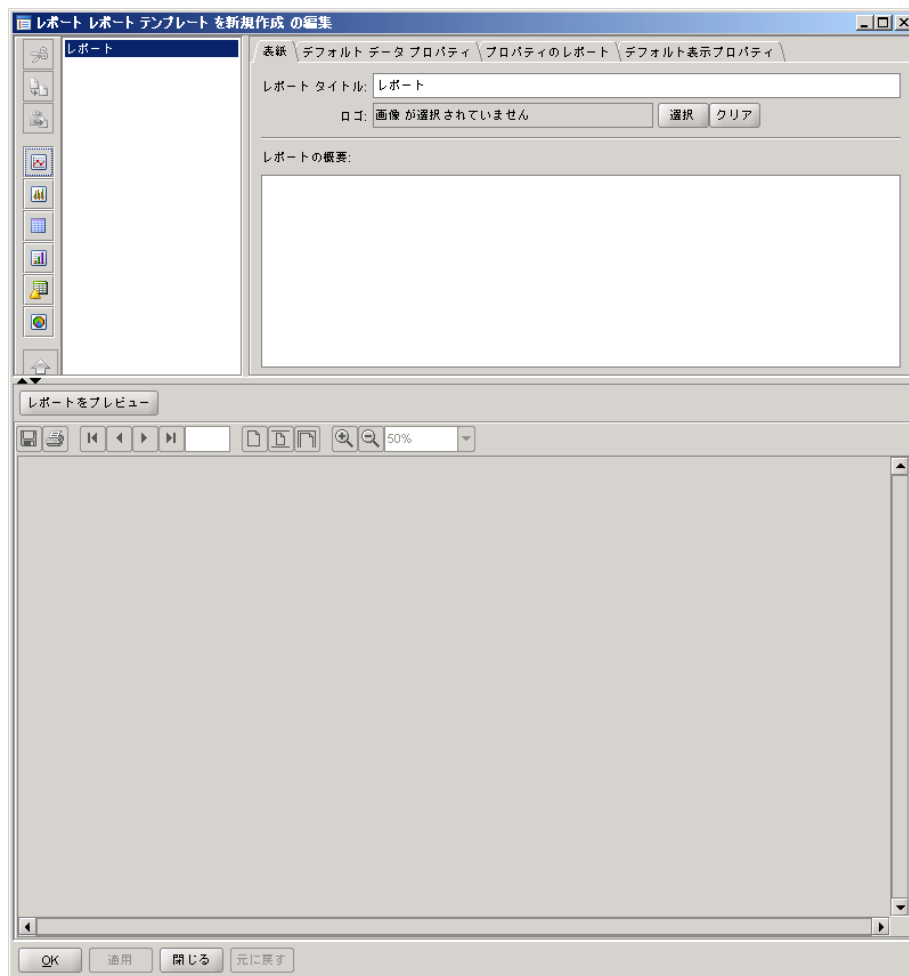 レポート レポート テンプレート を新規作成 の編集
レポート
表紙 デフォルト データ プロパティ プロパティのレポート デフォルト表示プロパティ
レポート タイトル: レポート
ロゴ: 画像 が選択されていません 選択 クリア
レポートの概要:
レポートをプレビュー
50%
OK 適用 閉じる 元に戻す